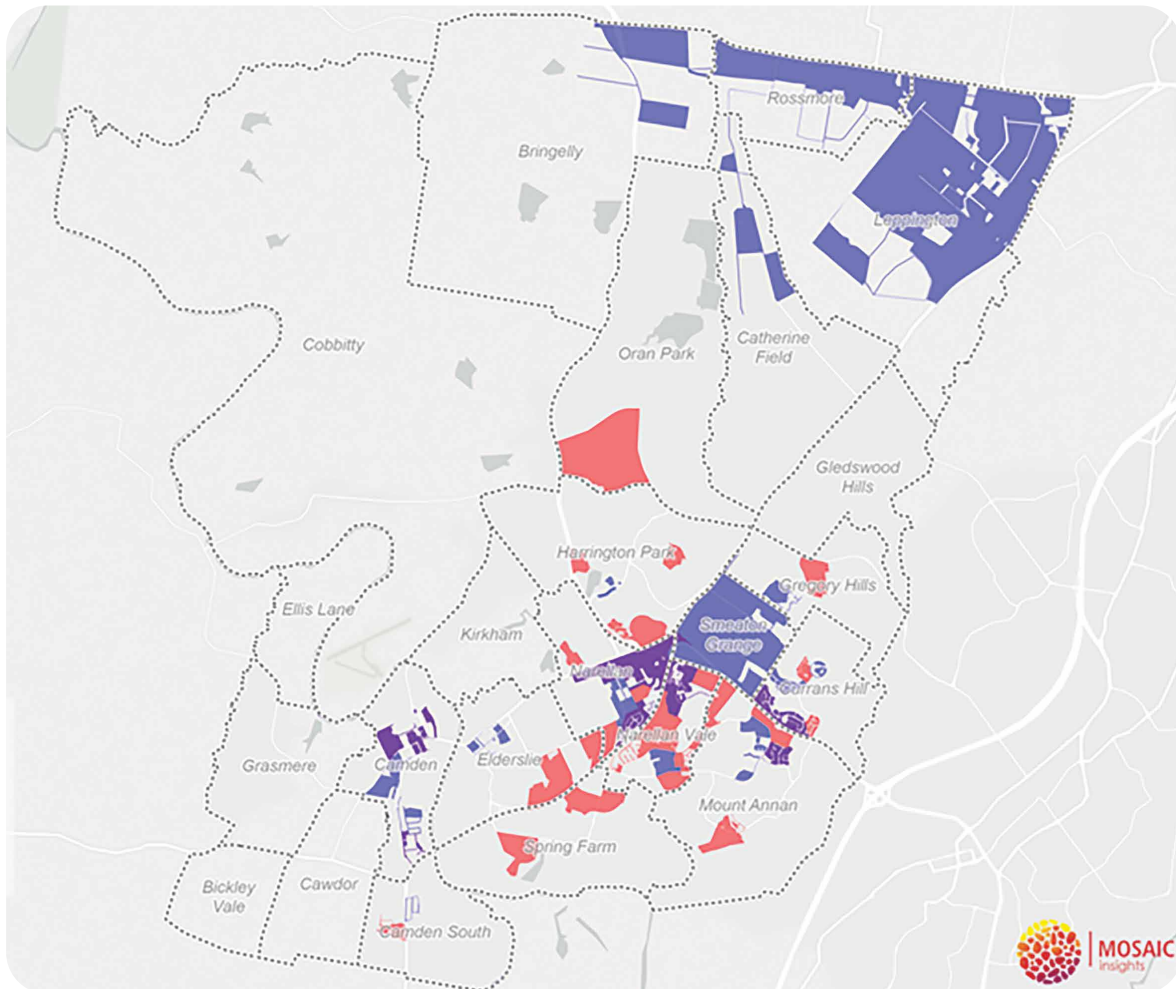 Rossmore
Bringelly
Leppington
Cobbitty
Oran Park
Catherine
Field
Gledswood
Hills
Harrington Park
Gregory Hills
Ellis Lane
Kirkham
Smeaton
Grange
Narellan
Currans Hill
Narellan Vale
Grasmere
Camden
Elderslie
Mount Annan
Spring Farm
Bickley
Vale
Cawdor
Camden South
MOSAIC
insights